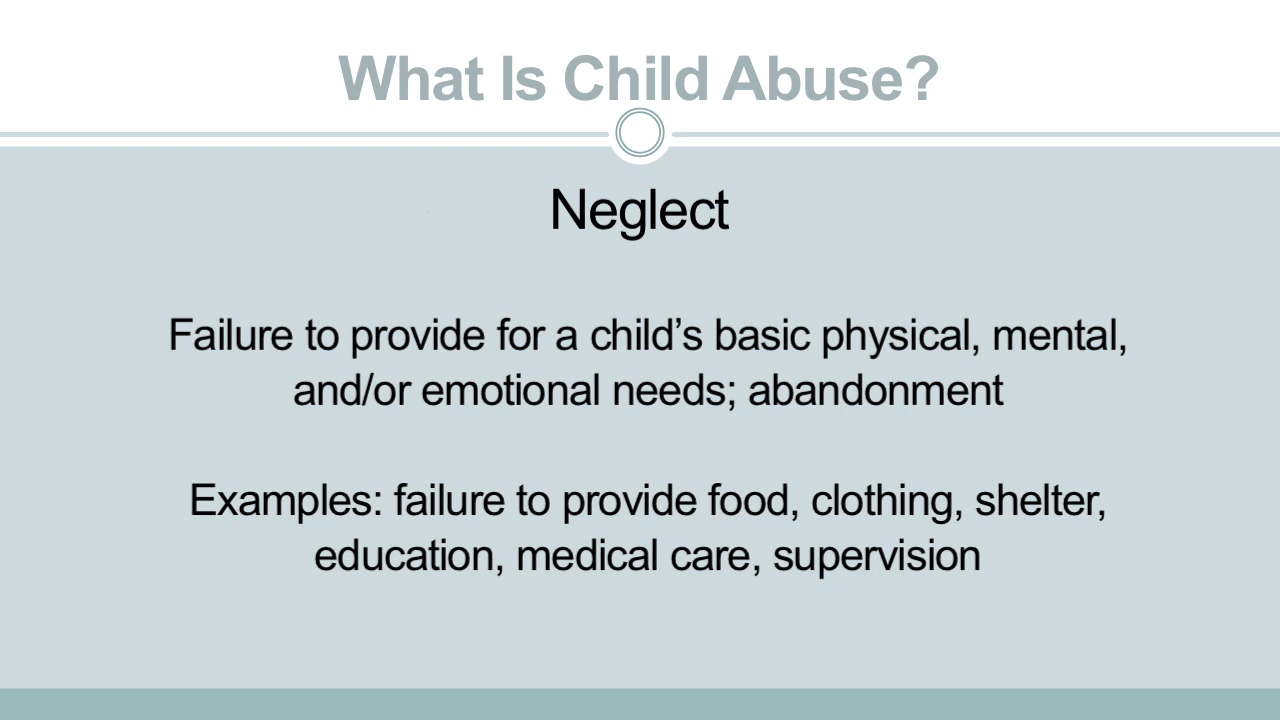 What Is Child Abuse?
Neglect
Failure to provide for a child’s basic physical, mental,
and/or emotional needs; abandonment
Examples: failure to provide food, clothing, shelter,
education, medical care, supervision